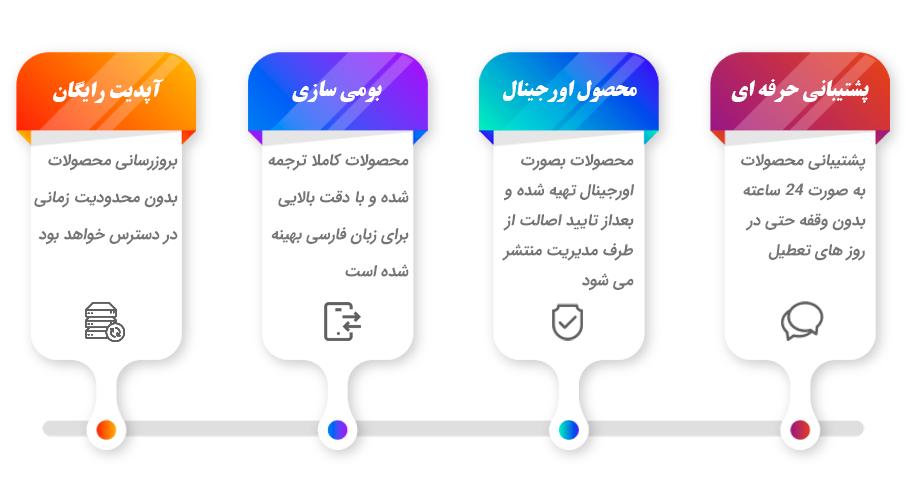 پشتیبانی حرفه ای
پشتیبانی محصولات
به صورت 24 ساعته
بدون وقفه حتی در
روز های تعطیل
محصول اورجینال
محصولات بصورت
اورجینال تهیه شده و
بعداز تایید اصالت از
طرف مدیریت منتشر
می شود
بومی سازی
محصولات کاملا ترجمه
شده و با دقت بالایی
برای زبان فارسی بهینه
شده است
آپدیت رایگان
بروزرسانی محصولات
بدون محدودیت زمانی
در دسترس خواهد بود